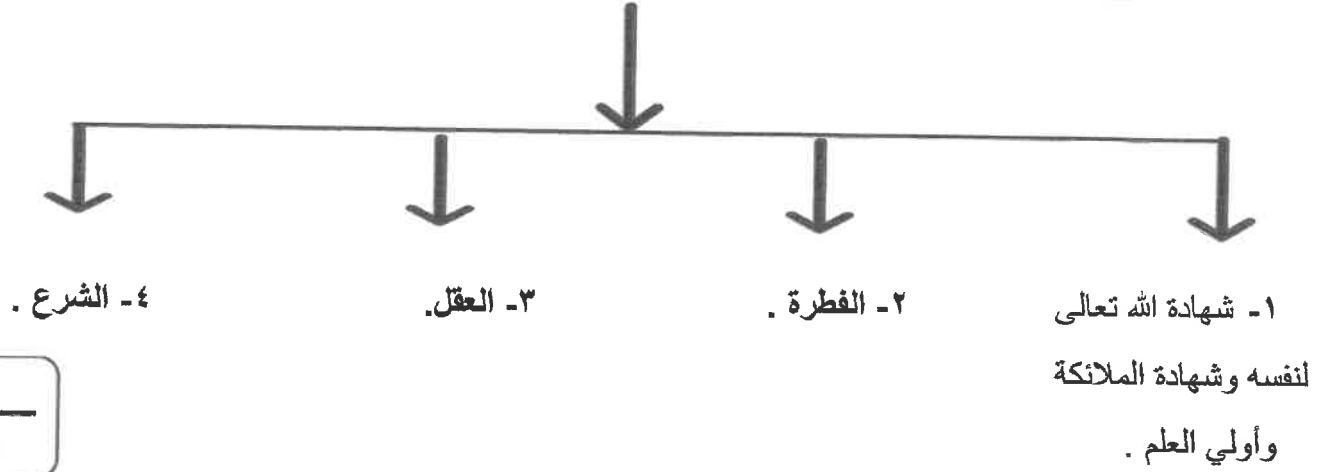 ١- شهادة الله تعالى
لنفسه وشهادة الملائكة
وأولي العلم .
٢- الفطرة .
٣- العقل.
٤- الشرع .